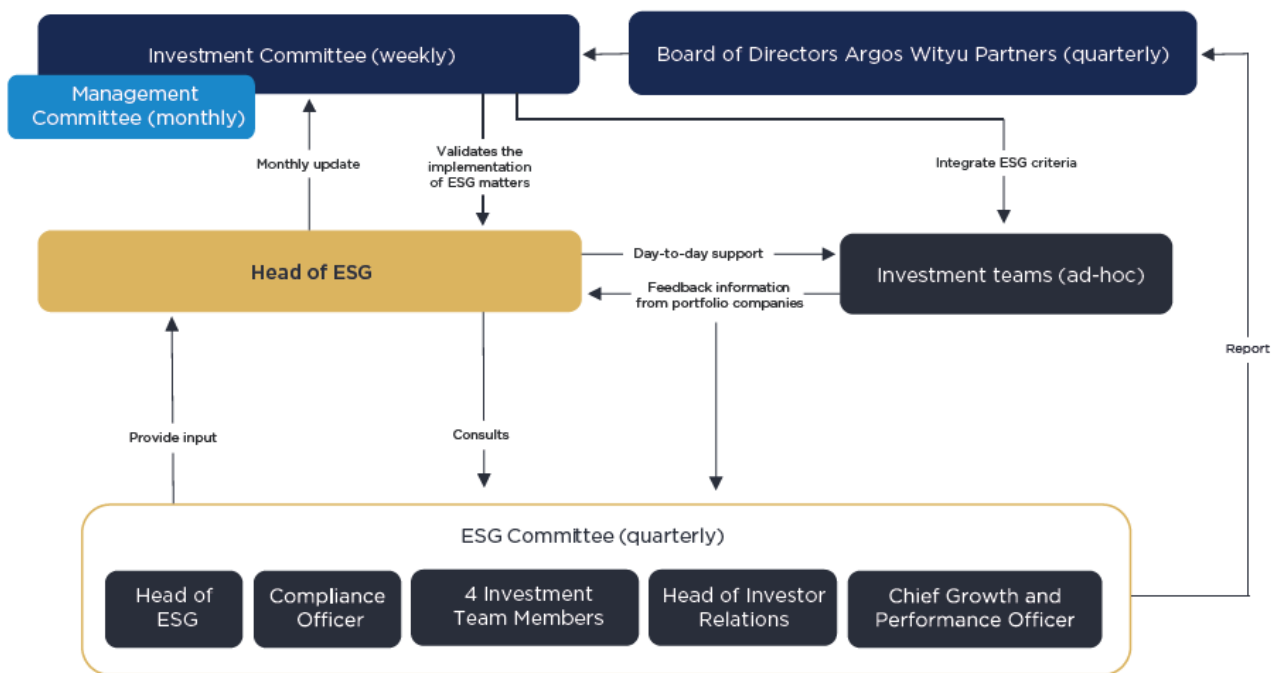 Investment Committee (weekly)
Board of Directors Argos Wityu Partners (quarterly)
Management
Committee (monthly)
Monthly update
Validates the
implementation
of ESG matters
Integrate ESG criteria
Head of ESG
Day-to-day support
Feedback information
from portfolio companies
Investment teams (ad-hoc)
Report
Provide input
Consults
ESG Committee (quarterly)
Head of
ESG
Compliance
Officer
4 Investment
Team Members
Head of Investor
Relations
Chief Growth and
Performance Officer